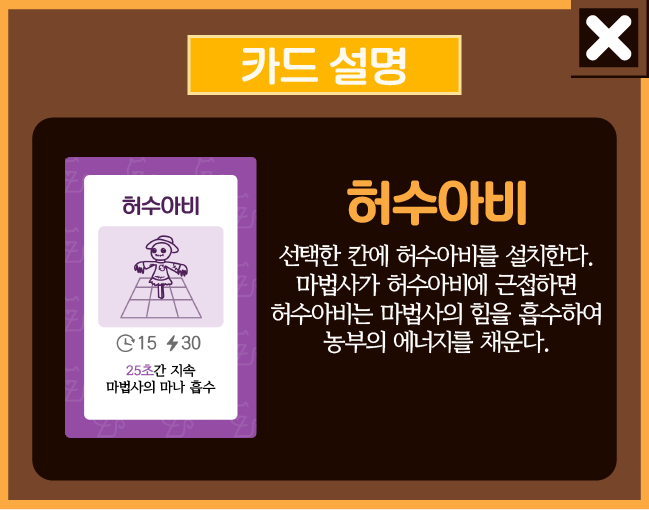 카드 설명
허수아비
15 30
25초간 지속
마법사의 마나 흡수
허수아비
선택한 칸에 허수아비를 설치한다.
마법사가 허수아비에 근접하면
허수아비는 마법사의 힘을 흡수하여
농부의 에너지를 채운다.